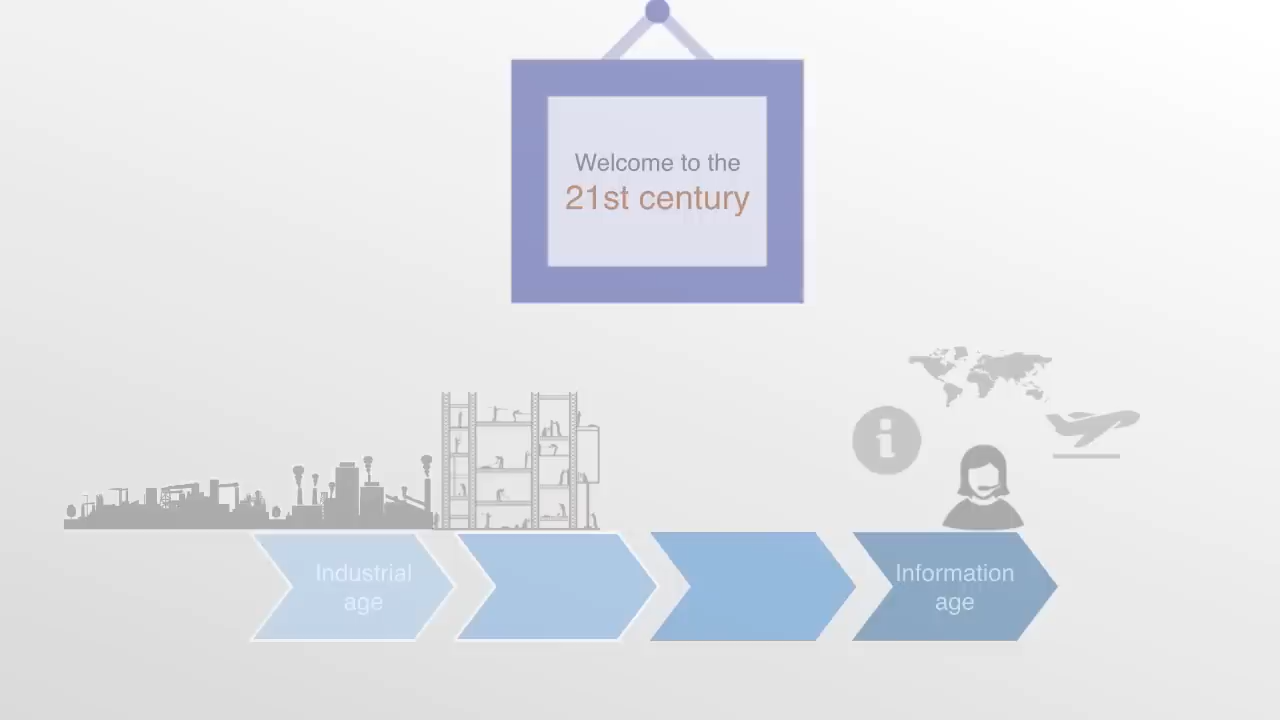 Welcome to the
21st century
i
Industrial
age
Information
age